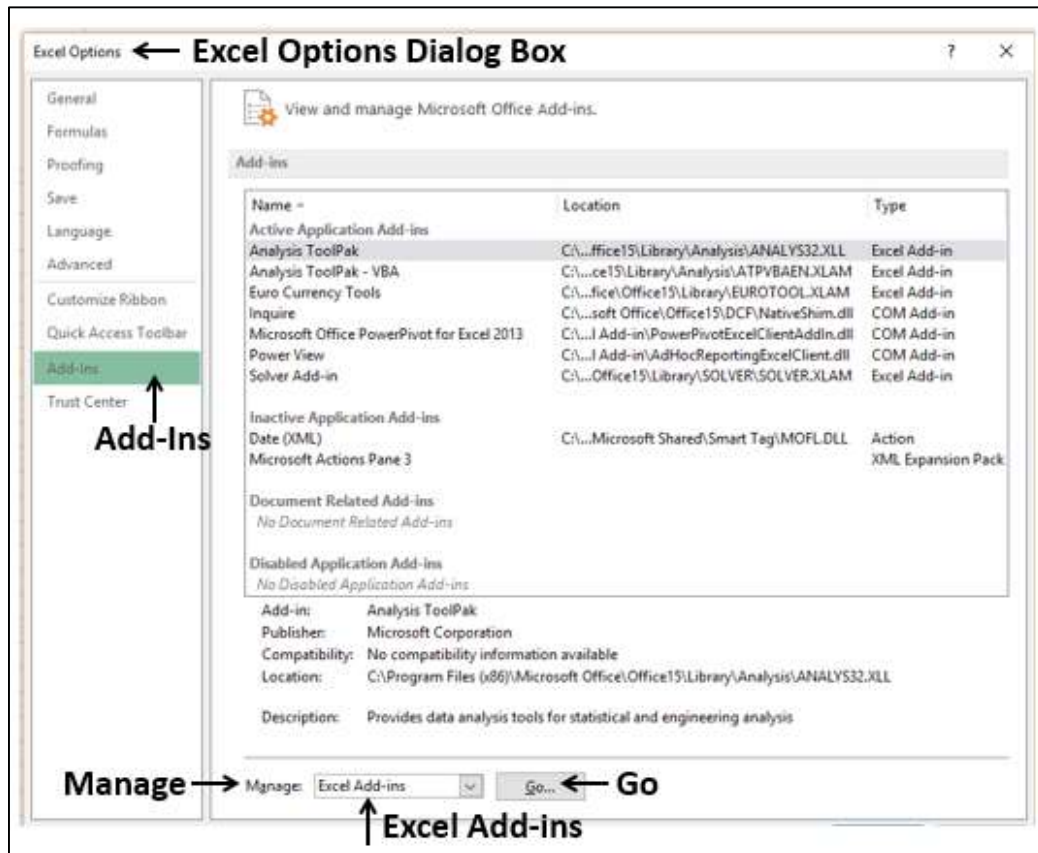 Excel Options Excel Options Dialog Box ?
General
Formulas
Proofing
Save
Language
Advanced
Customize Ribbon
Quick Access Toolbar
Add-Ins
Trust Center
Add-Ins
View and manage Microsoft Office Add-ins.
Add-ins
Name Location Type
Active Application Add-ins
Analysis ToolPak C:\...ffice15\Library\Analysis\ANALYS32.XLL Excel Add-in
Analysis ToolPak - VBA C:\...ce15\Library\Analysis\ATPVBAEN.XLAM Excel Add-in
Euro Currency Tools C:\...fice\Office15\Library\EUROTOOL.XLAM Excel Add-in
Inquire C:\...soft Office\Office15\DCF\NativeShim.dll COM Add-in
Microsoft Office PowerPivot for Excel 2013 C:\...l Add-in\PowerPivotExcelClientAddIn.dll COM Add-in
Power View C:\...l Add-in\AdHocReportingExcelClient.dll COM Add-in
Solver Add-in C:\...Office15\Library\SOLVER\SOLVER.XLAM Excel Add-in
Inactive Application Add-ins
Date (XML) C:\...Microsoft Shared\Smart Tag\MOFL.DLL Action
Microsoft Actions Pane 3 XML Expansion Pack
Document Related Add-ins
No Document Related Add-ins
Disabled Application Add-ins
No Disabled Application Add-ins
Add-in: Analysis ToolPak
Publisher: Microsoft Corporation
Compatibility: No compatibility information available
Location: C:\Program Files (x86)\Microsoft Office\Office15\Library\Analysis\ANALYS32.XLL
Description: Provides data analysis tools for statistical and engineering analysis
Manage Manage: Excel Add-ins Go... Go
Excel Add-ins